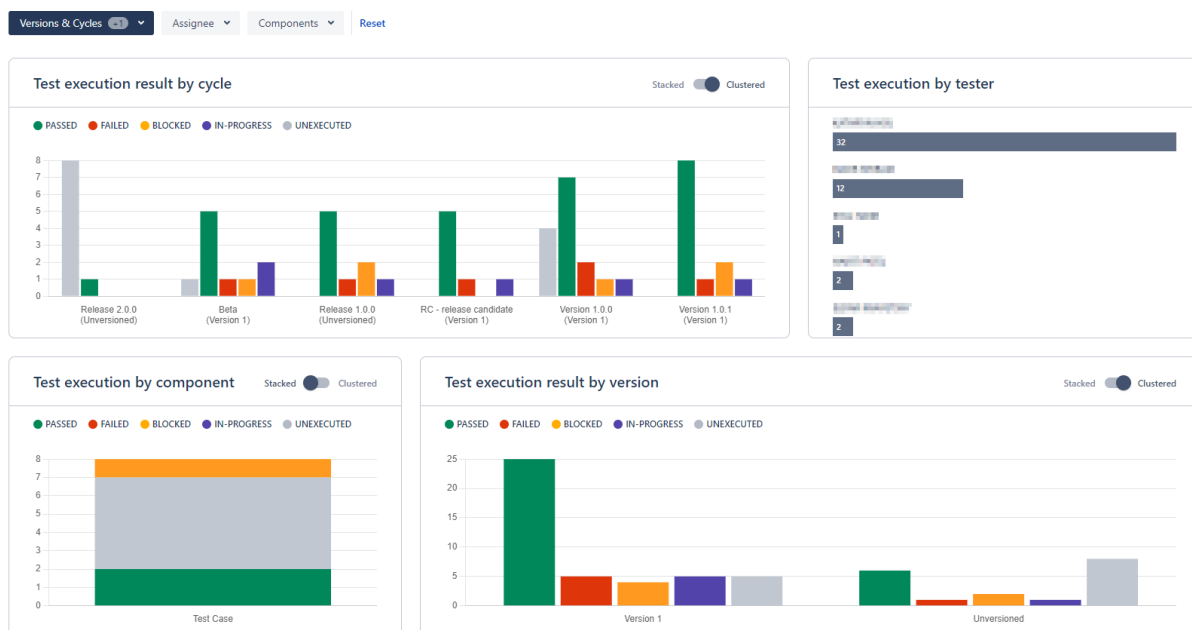 Versions & Cycles +1 Assignee Components Reset
Test execution result by cycle
Stacked Clustered
PASSED FAILED BLOCKED IN-PROGRESS UNEXECUTED
8
7
6
5
4
3
2
1
0
Release 2.0.0 (Unversioned)
Beta (Version 1)
Release 1.0.0 (Unversioned)
RC - release candidate (Version 1)
Version 1.0.0 (Version 1)
Version 1.0.1 (Version 1)
Test execution by tester
32
12
1
2
2
Test execution by component
Stacked Clustered
PASSED FAILED BLOCKED IN-PROGRESS UNEXECUTED
8
7
6
5
4
3
2
1
0
Test Case
Test execution result by version
Stacked Clustered
PASSED FAILED BLOCKED IN-PROGRESS UNEXECUTED
25
20
15
10
5
0
Version 1
Unversioned